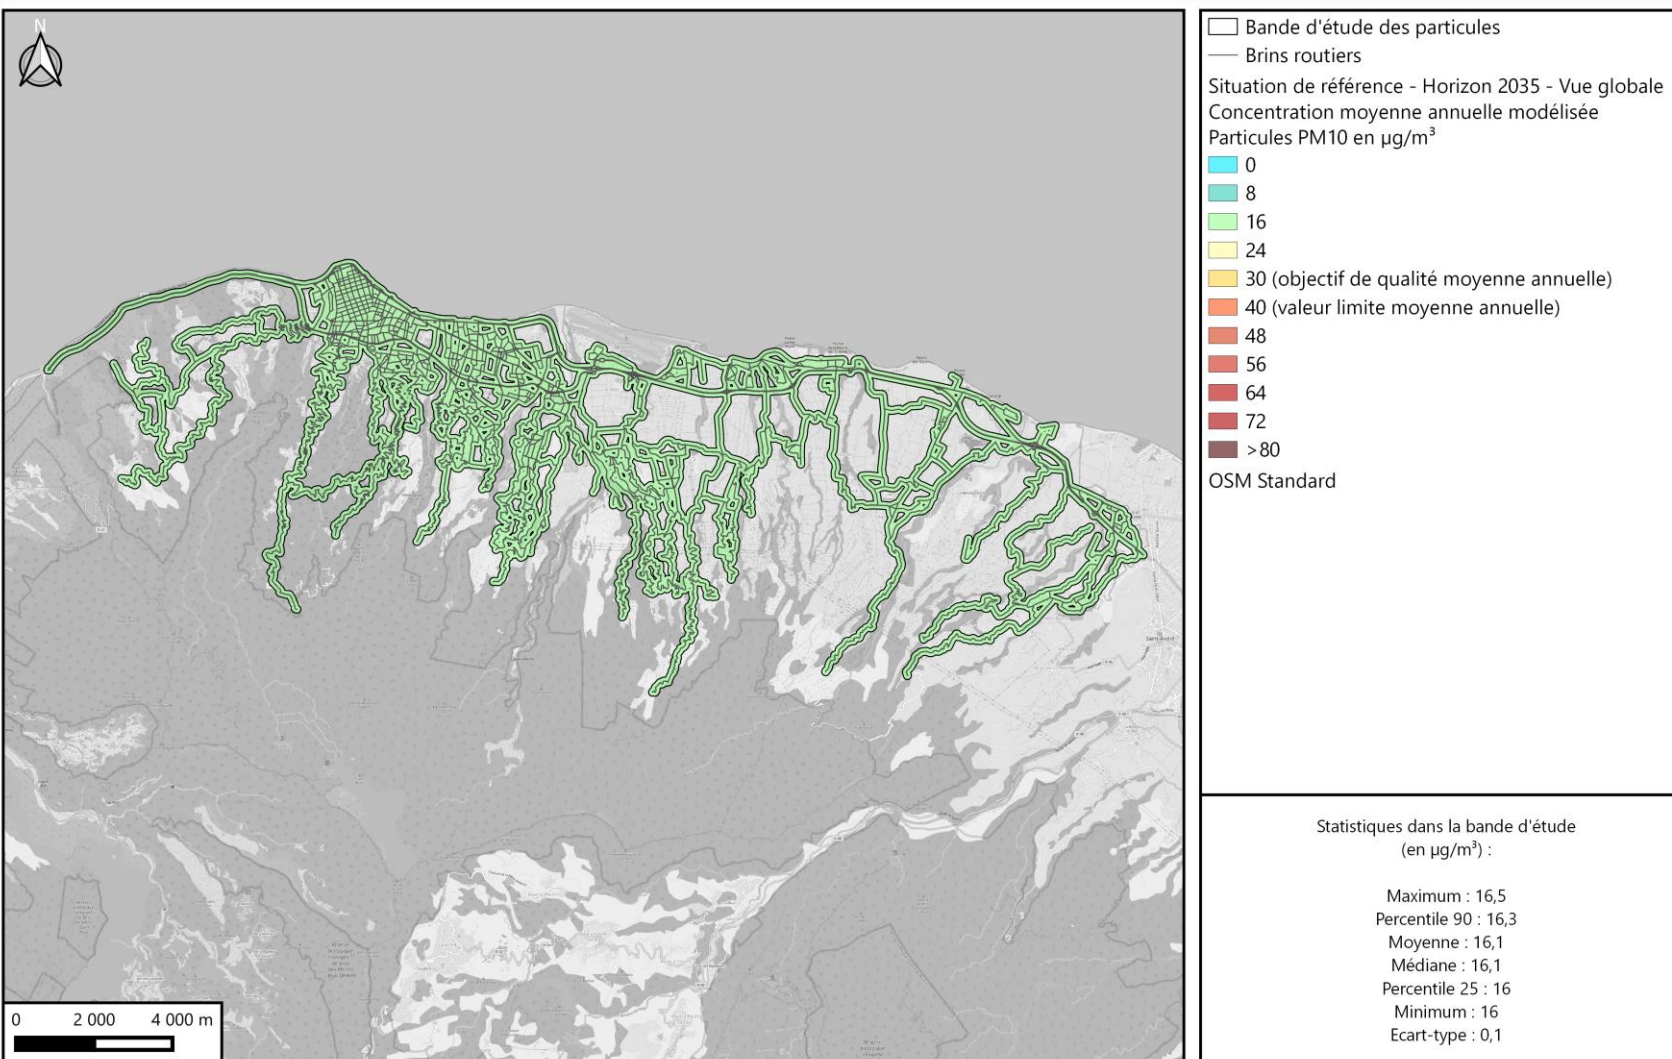 N
Bande d'étude des particules
Brins routiers
Situation de référence - Horizon 2035 - Vue globale
Concentration moyenne annuelle modélisée
Particules PM10 en µg/m³
0
8
16
24
30 (objectif de qualité moyenne annuelle)
40 (valeur limite moyenne annuelle)
48
56
64
72
>80
OSM Standard
Saint-André
0 2 000 4 000 m
Statistiques dans la bande d'étude
(en µg/m³) :
Maximum : 16,5
Percentile 90 : 16,3
Moyenne : 16,1
Médiane : 16,1
Percentile 25 : 16
Minimum : 16
Ecart-type : 0,1